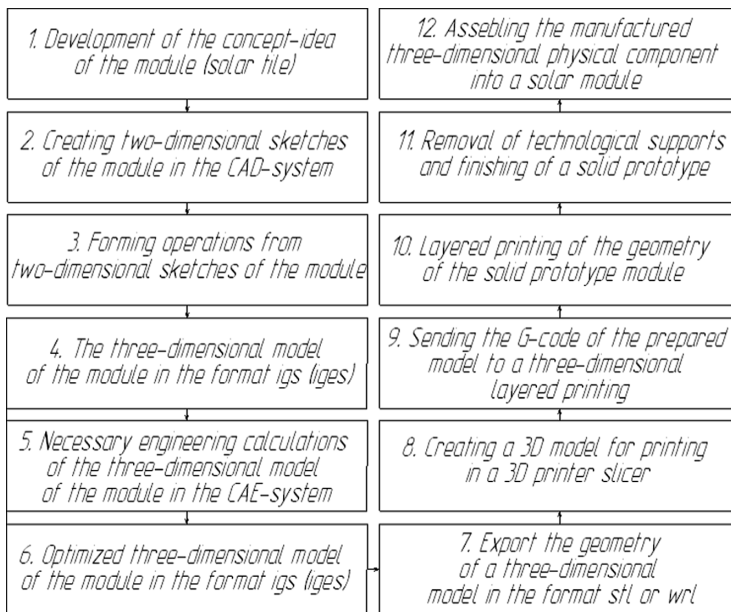 1. Development of the concept-idea
of the module (solar tile)
2. Creating two-dimensional sketches
of the module in the CAD-system
3. Forming operations from
two-dimensional sketches of the module
4. The three-dimensional model
of the module in the format igs (iges)
5. Necessary engineering calculations
of the three-dimensional model
of the module in the CAE-system
6. Optimized three-dimensional model
of the module in the format igs (iges)
7. Export the geometry
of a three-dimensional
model in the format stl or wrl
8. Creating a 3D model for printing
in a 3D printer slicer
9. Sending the G-code of the prepared
model to a three-dimensional
layered printing
10. Layered printing of the geometry
of the solid prototype module
11. Removal of technological supports
and finishing of a solid prototype
12. Assebling the manufactured
three-dimensional physical component
into a solar module